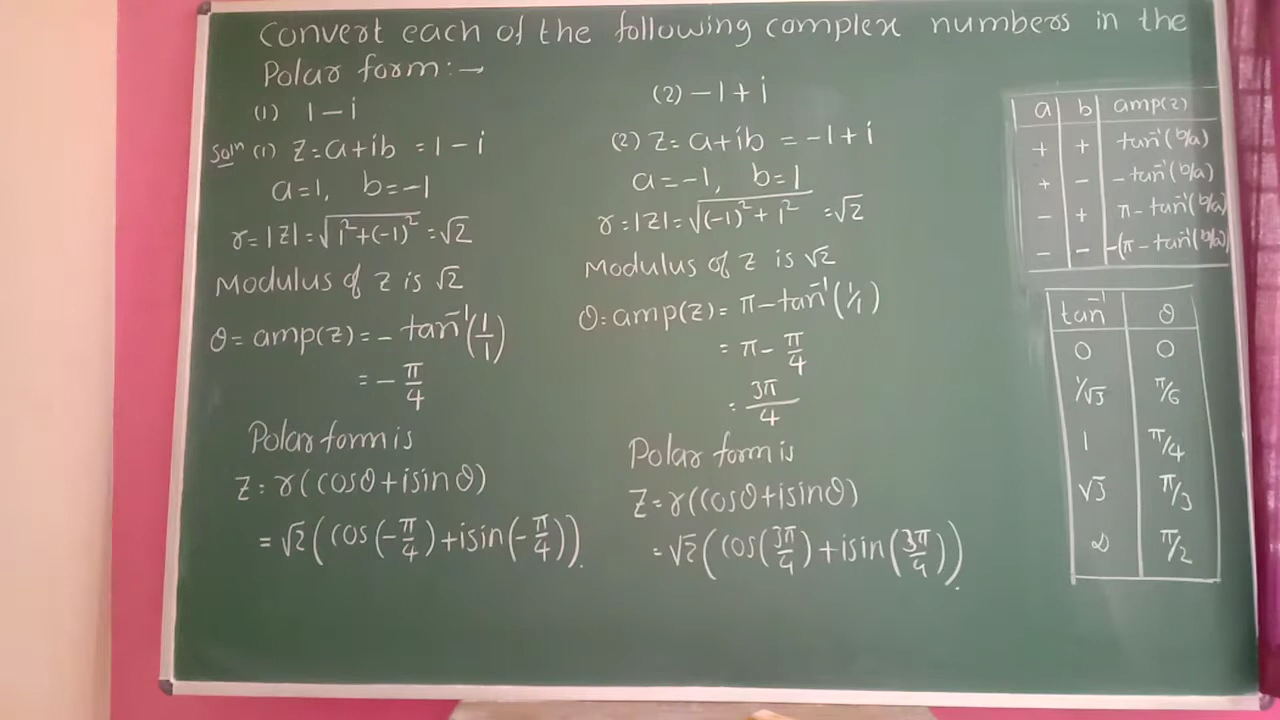 Convert each of the following complex numbers in the
Polar form:→
(1) 1-i
(2) -1+i
Soln (1) z=a+ib =1-i
a=1, b=-1
r=|z|=√(1²+(-1)²)=√2
Modulus of z is √2
θ= amp(z)=-tan⁻¹(1/1)
=-π/4
Polar form is
z=r(cosθ+isinθ)
=√2(cos(-π/4)+isin(-π/4)).
(2) z=a+ib =-1+i
a=-1, b=1
r=|z|=√((-1)²+1²) =√2
Modulus of z is √2
θ=amp(z)=π-tan⁻¹(1/1)
=π-π/4
=3π/4
Polar form is
z=r(cosθ+isinθ)
=√2(cos(3π/4)+isin(3π/4)).
a b amp(z)
+ + tan⁻¹(b/a)
+ - -tan⁻¹(b/a)
- + π-tan⁻¹(b/a)
- - -(π-tan⁻¹(b/a)
tan⁻¹ θ
0 0
1/√3 π/6
1 π/4
√3 π/3
∞ π/2